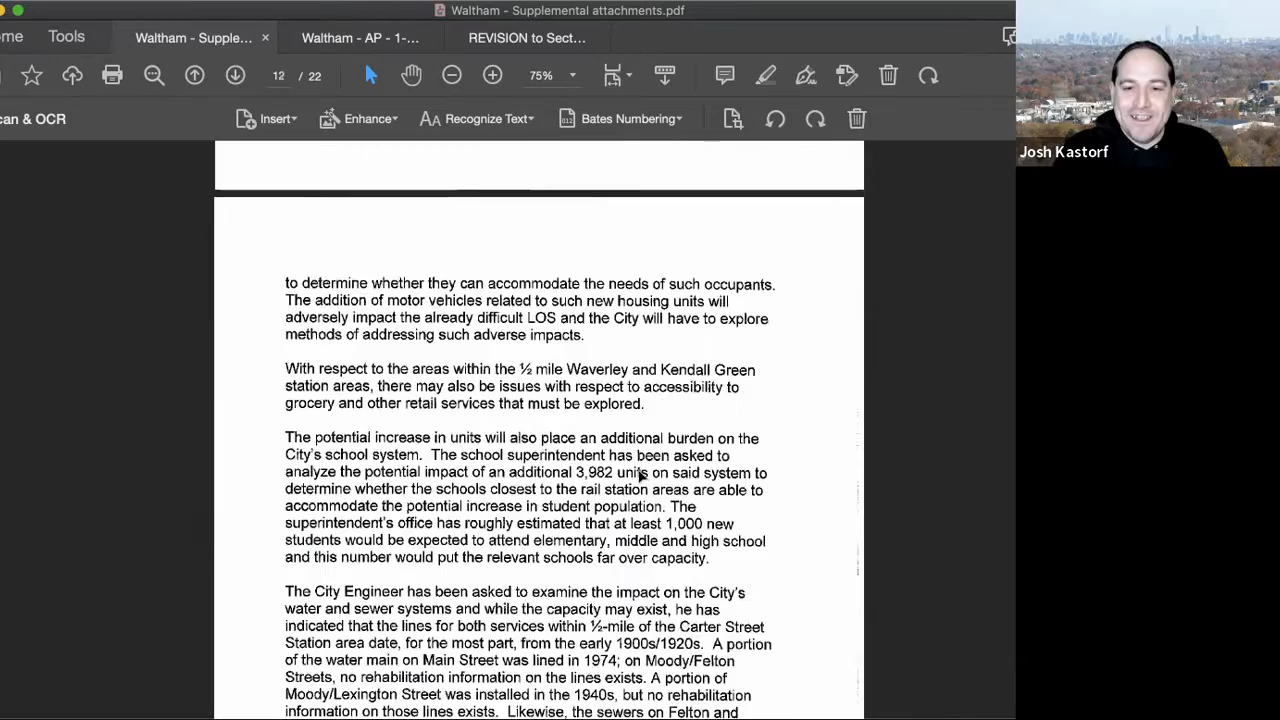 Waltham - Supplemental attachments.pdf
ome
Tools
Waltham - Supple...
×
Waltham - AP - 1-...
REVISION to Sect...
12 / 22
75%
can & OCR
Insert
Enhance
Recognize Text
Bates Numbering
Josh Kastorf
to determine whether they can accommodate the needs of such occupants.
The addition of motor vehicles related to such new housing units will
adversely impact the already difficult LOS and the City will have to explore
methods of addressing such adverse impacts.
With respect to the areas within the ½ mile Waverley and Kendall Green
station areas, there may also be issues with respect to accessibility to
grocery and other retail services that must be explored.
The potential increase in units will also place an additional burden on the
City's school system. The school superintendent has been asked to
analyze the potential impact of an additional 3,982 units on said system to
determine whether the schools closest to the rail station areas are able to
accommodate the potential increase in student population. The
superintendent's office has roughly estimated that at least 1,000 new
students would be expected to attend elementary, middle and high school
and this number would put the relevant schools far over capacity.
The City Engineer has been asked to examine the impact on the City's
water and sewer systems and while the capacity may exist, he has
indicated that the lines for both services within ½-mile of the Carter Street
Station area date, for the most part, from the early 1900s/1920s. A portion
of the water main on Main Street was lined in 1974; on Moody/Felton
Streets, no rehabilitation information on the lines exists. A portion of
Moody/Lexington Street was installed in the 1940s, but no rehabilitation
information on those lines exists. Likewise, the sewers on Felton and